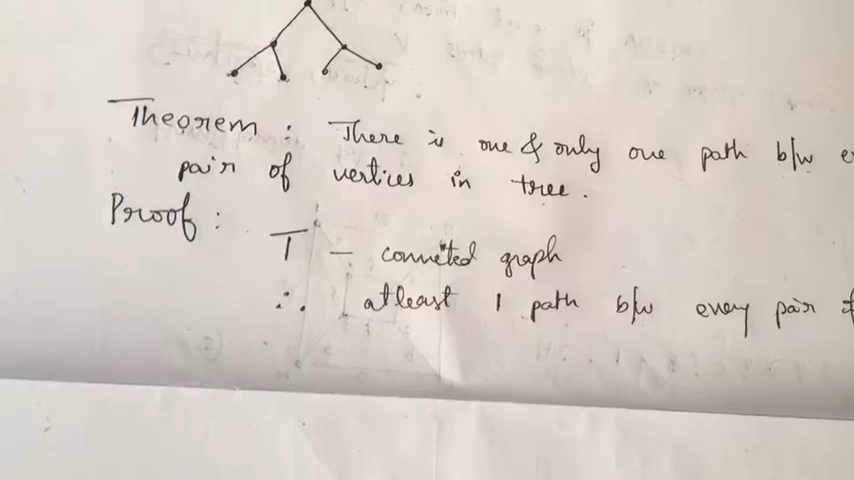 Theorem : There is one & only one path b/w
pair of vertices in tree.
Proof :
T - connected graph
∴ atleast 1 path b/w every pair